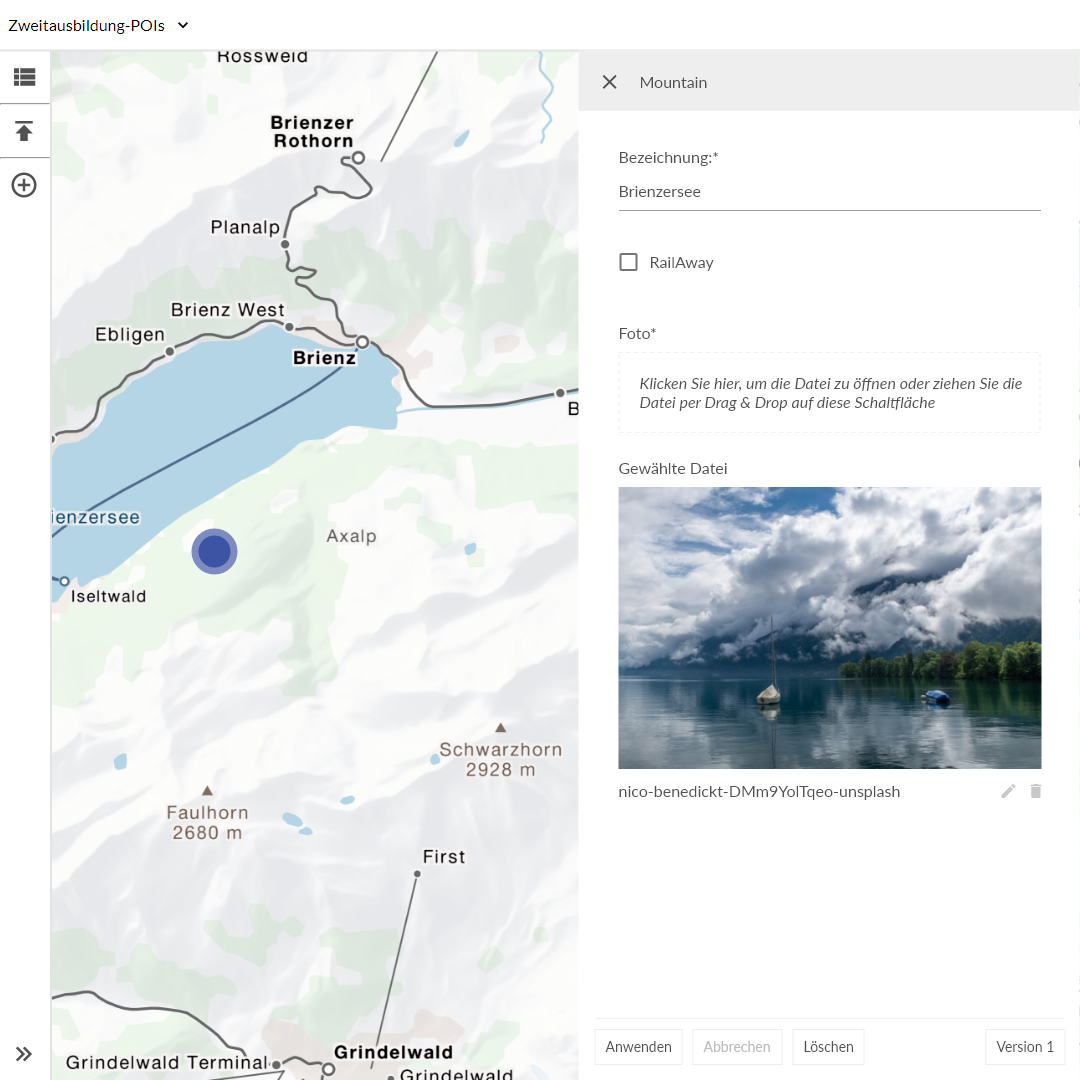 Zweitausbildung-POIs
Rossweid
Brienzer
Rothorn
Planalp
Brienz West
Ebligen
Brienz
B
ienzersee
Axalp
Iseltwald
Schwarzhorn
2928 m
Faulhorn
2680 m
First
Grindelwald Terminal
Grindelwald
Grindelwald
Mountain
Bezeichnung:*
Brienzersee
RailAway
Foto*
Klicken Sie hier, um die Datei zu öffnen oder ziehen Sie die
Datei per Drag & Drop auf diese Schaltfläche
Gewählte Datei
nico-benedickt-DMm9YolTqeo-unsplash
Anwenden
Abbrechen
Löschen
Version 1